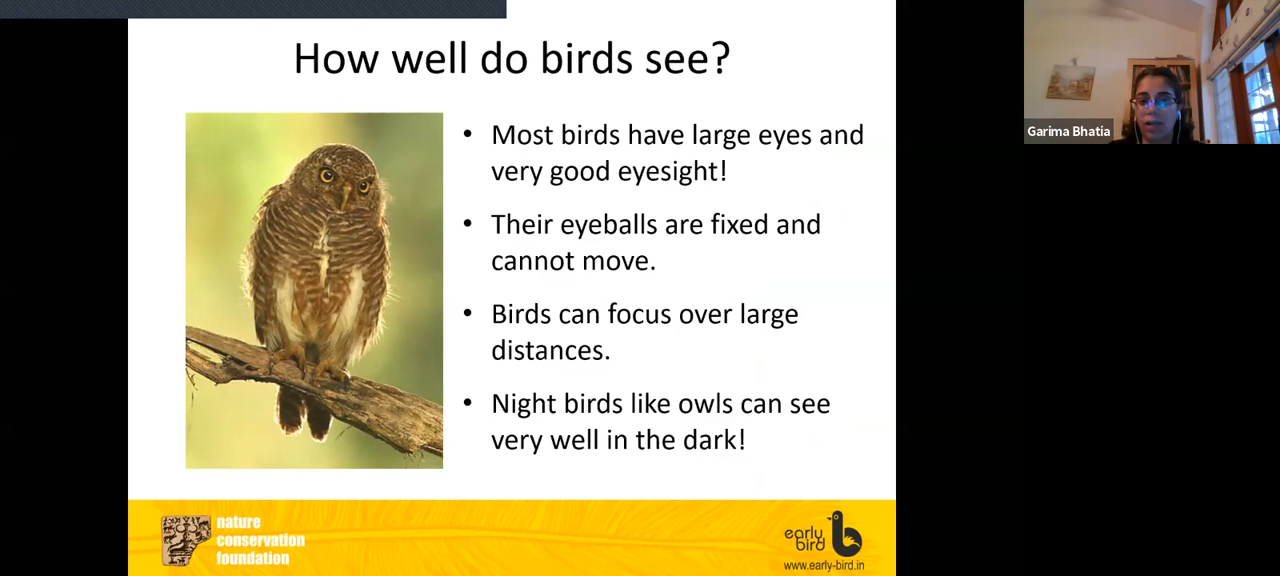 How well do birds see?
• Most birds have large eyes and
very good eyesight!
• Their eyeballs are fixed and
cannot move.
• Birds can focus over large
distances.
• Night birds like owls can see
very well in the dark!
nature
conservation
foundation
early
bird
www.early-bird.in
Garima Bhatia